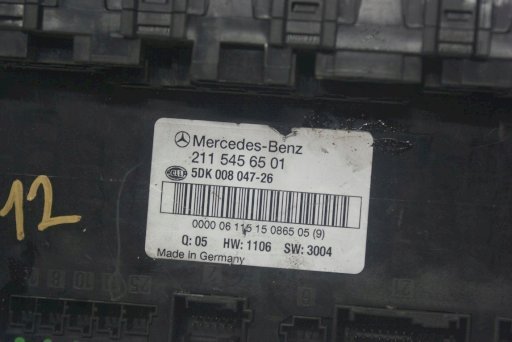 Mercedes-Benz
211 545 65 01
HELLA 5DK 008 047-26
0000 06 115 15 0865 05 (9)
Q: 05 HW: 1106 SW: 3004
Made in Germany
12